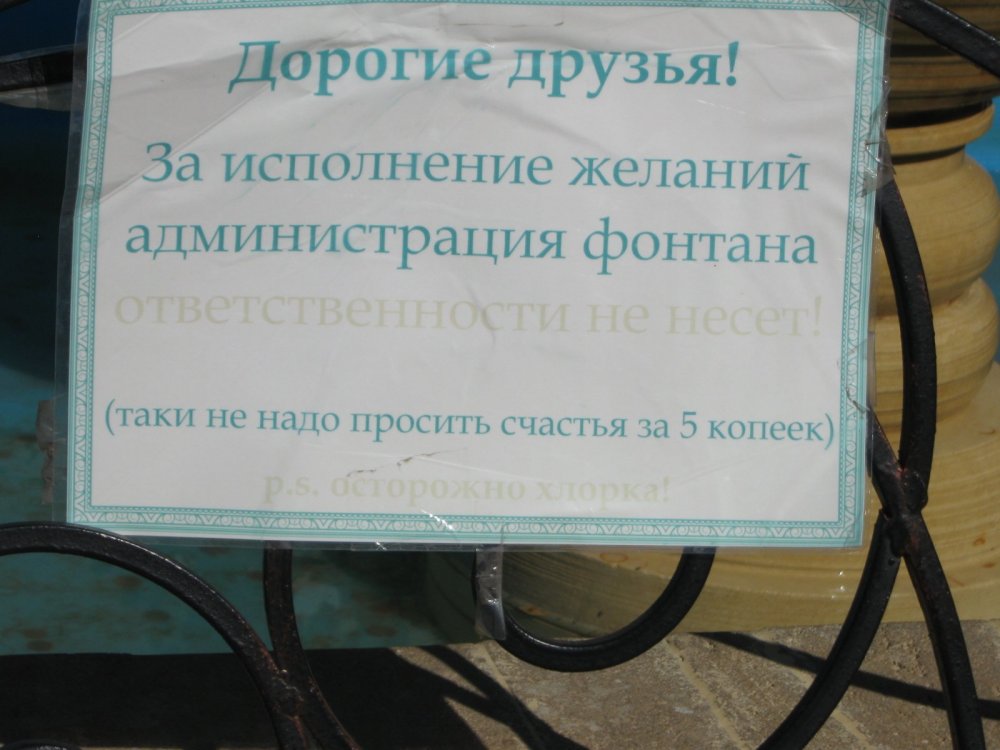 Дорогие друзья!
За исполнение желаний
администрация фонтана
ответственности не несет!
(таки не надо просить счастья за 5 копеек)
p.s. осторожно хлорка!